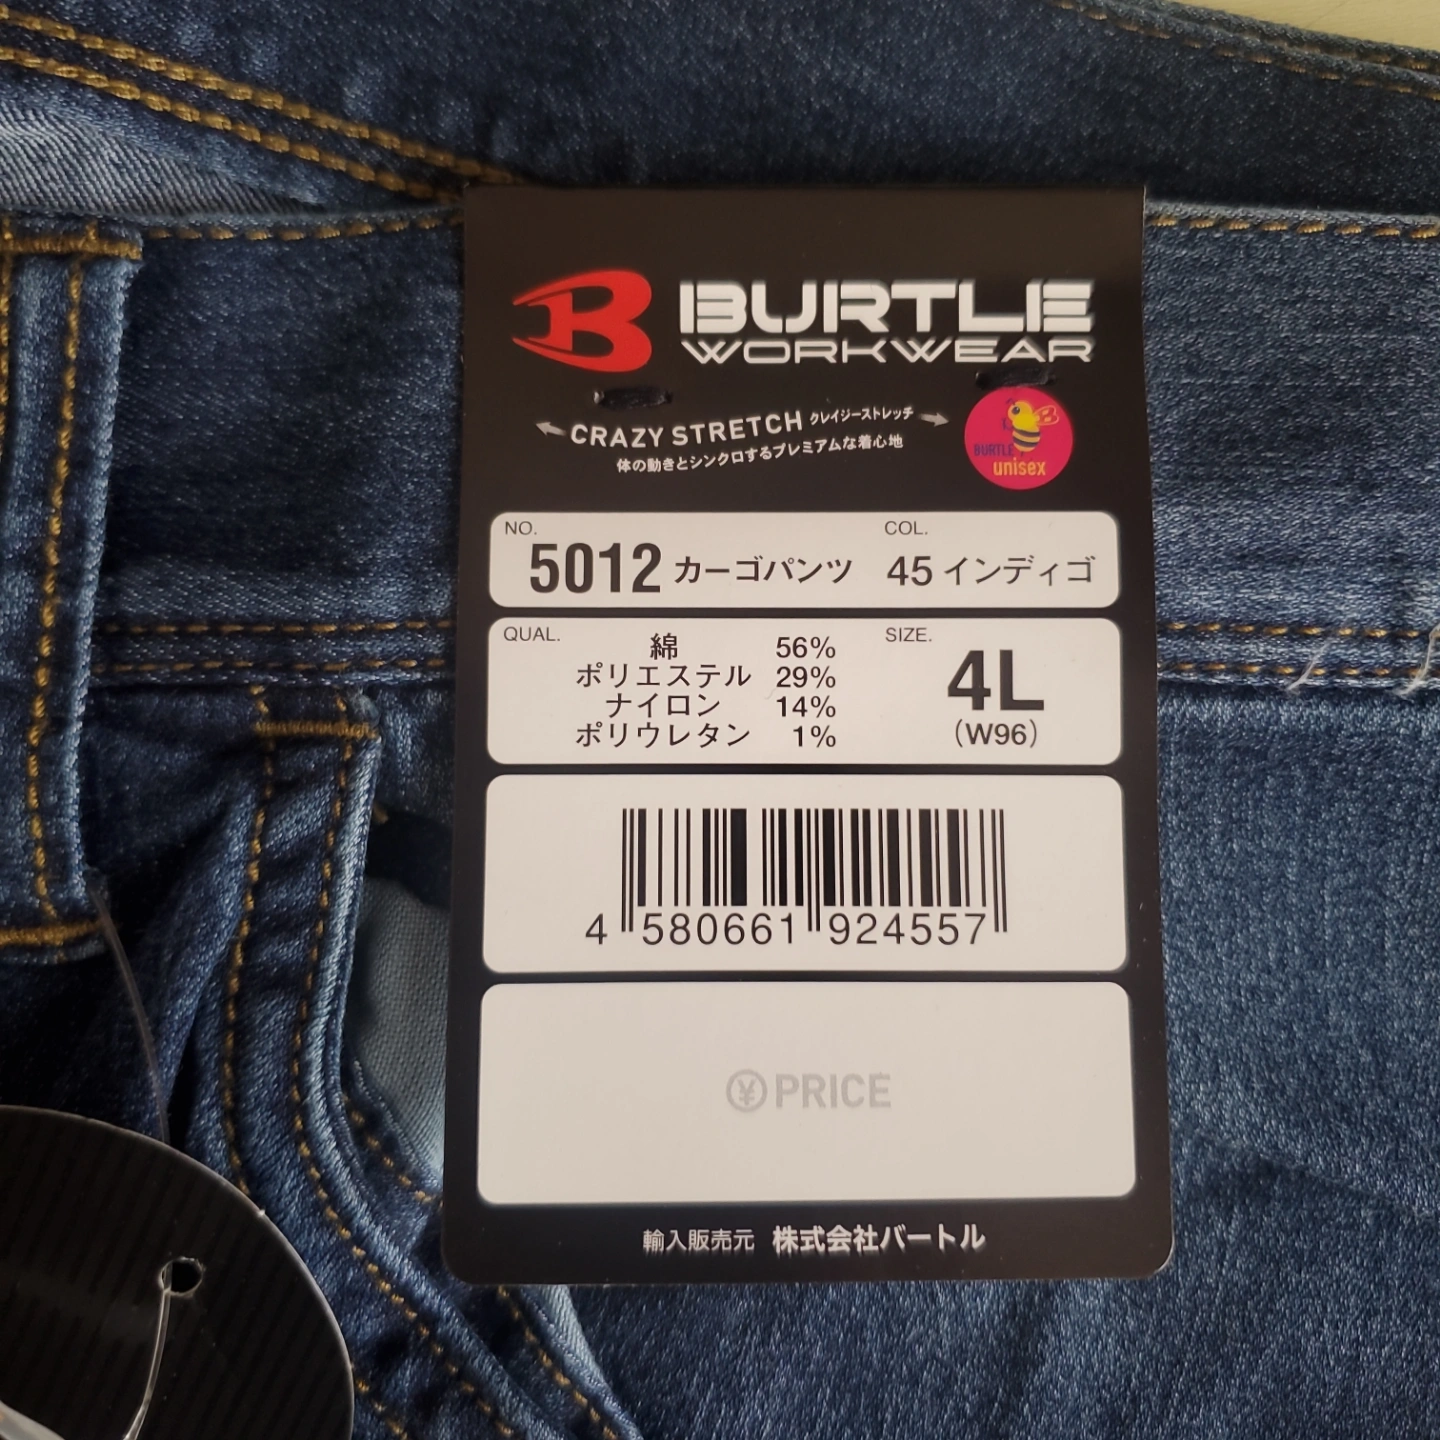 B BURTLE
WORKWEAR
CRAZY STRETCH クレイジーストレッチ
体の動きとシンクロするプレミアムな着心地
B
BURTLE
unisex
NO. COL.
5012 カーゴパンツ 45 インディゴ
QUAL. SIZE.
綿 56%
ポリエステル 29%
ナイロン 14%
ポリウレタン 1%
4L
(W96)
4 580661 924557
¥ PRICE
輸入販売元 株式会社バートル